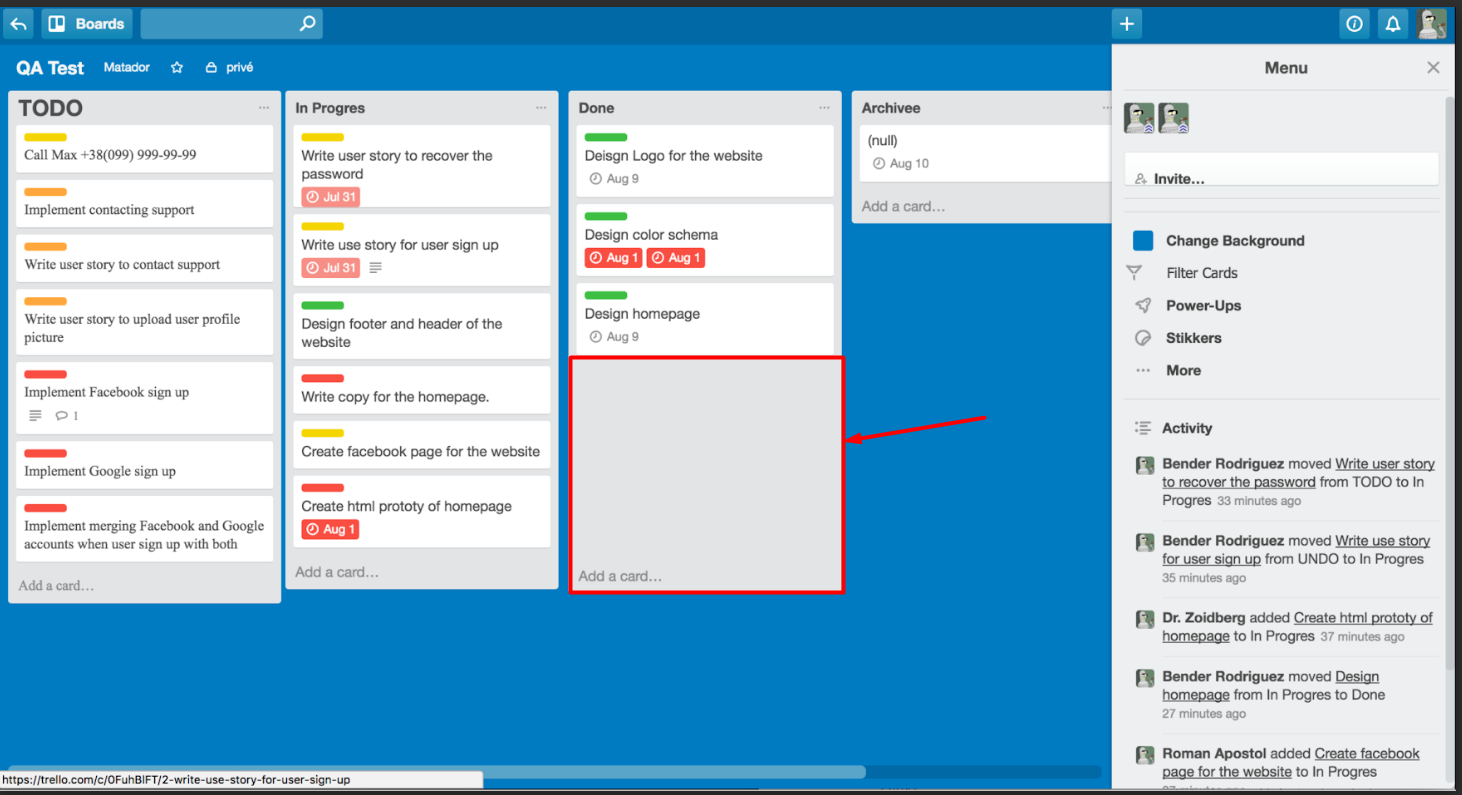 Boards
QA Test Matador privé
TODO
Call Max +38(099) 999-99-99
Implement contacting support
Write user story to contact support
Write user story to upload user profile
picture
Implement Facebook sign up
1
Implement Google sign up
Implement merging Facebook and Google
accounts when user sign up with both
Add a card…
In Progres
Write user story to recover the
password
Jul 31
Write use story for user sign up
Jul 31
Design footer and header of the
website
Write copy for the homepage.
Create facebook page for the website
Create html prototy of homepage
Aug 1
Add a card…
Done
Deisgn Logo for the website
Aug 9
Design color schema
Aug 1 Aug 1
Design homepage
Aug 9
Add a card…
Archivee
(null)
Aug 10
Add a card…
Menu
Invite…
Change Background
Filter Cards
Power-Ups
Stikkers
More
Activity
Bender Rodriguez moved Write user story
to recover the password from TODO to In
Progres 33 minutes ago
Bender Rodriguez moved Write use story
for user sign up from UNDO to In Progres
35 minutes ago
Dr. Zoidberg added Create html prototy of
homepage to In Progres 37 minutes ago
Bender Rodriguez moved Design
homepage from In Progres to Done
27 minutes ago
Roman Apostol added Create facebook
page for the website to In Progres
https://trello.com/c/0FuhBIFT/2-write-use-story-for-user-sign-up